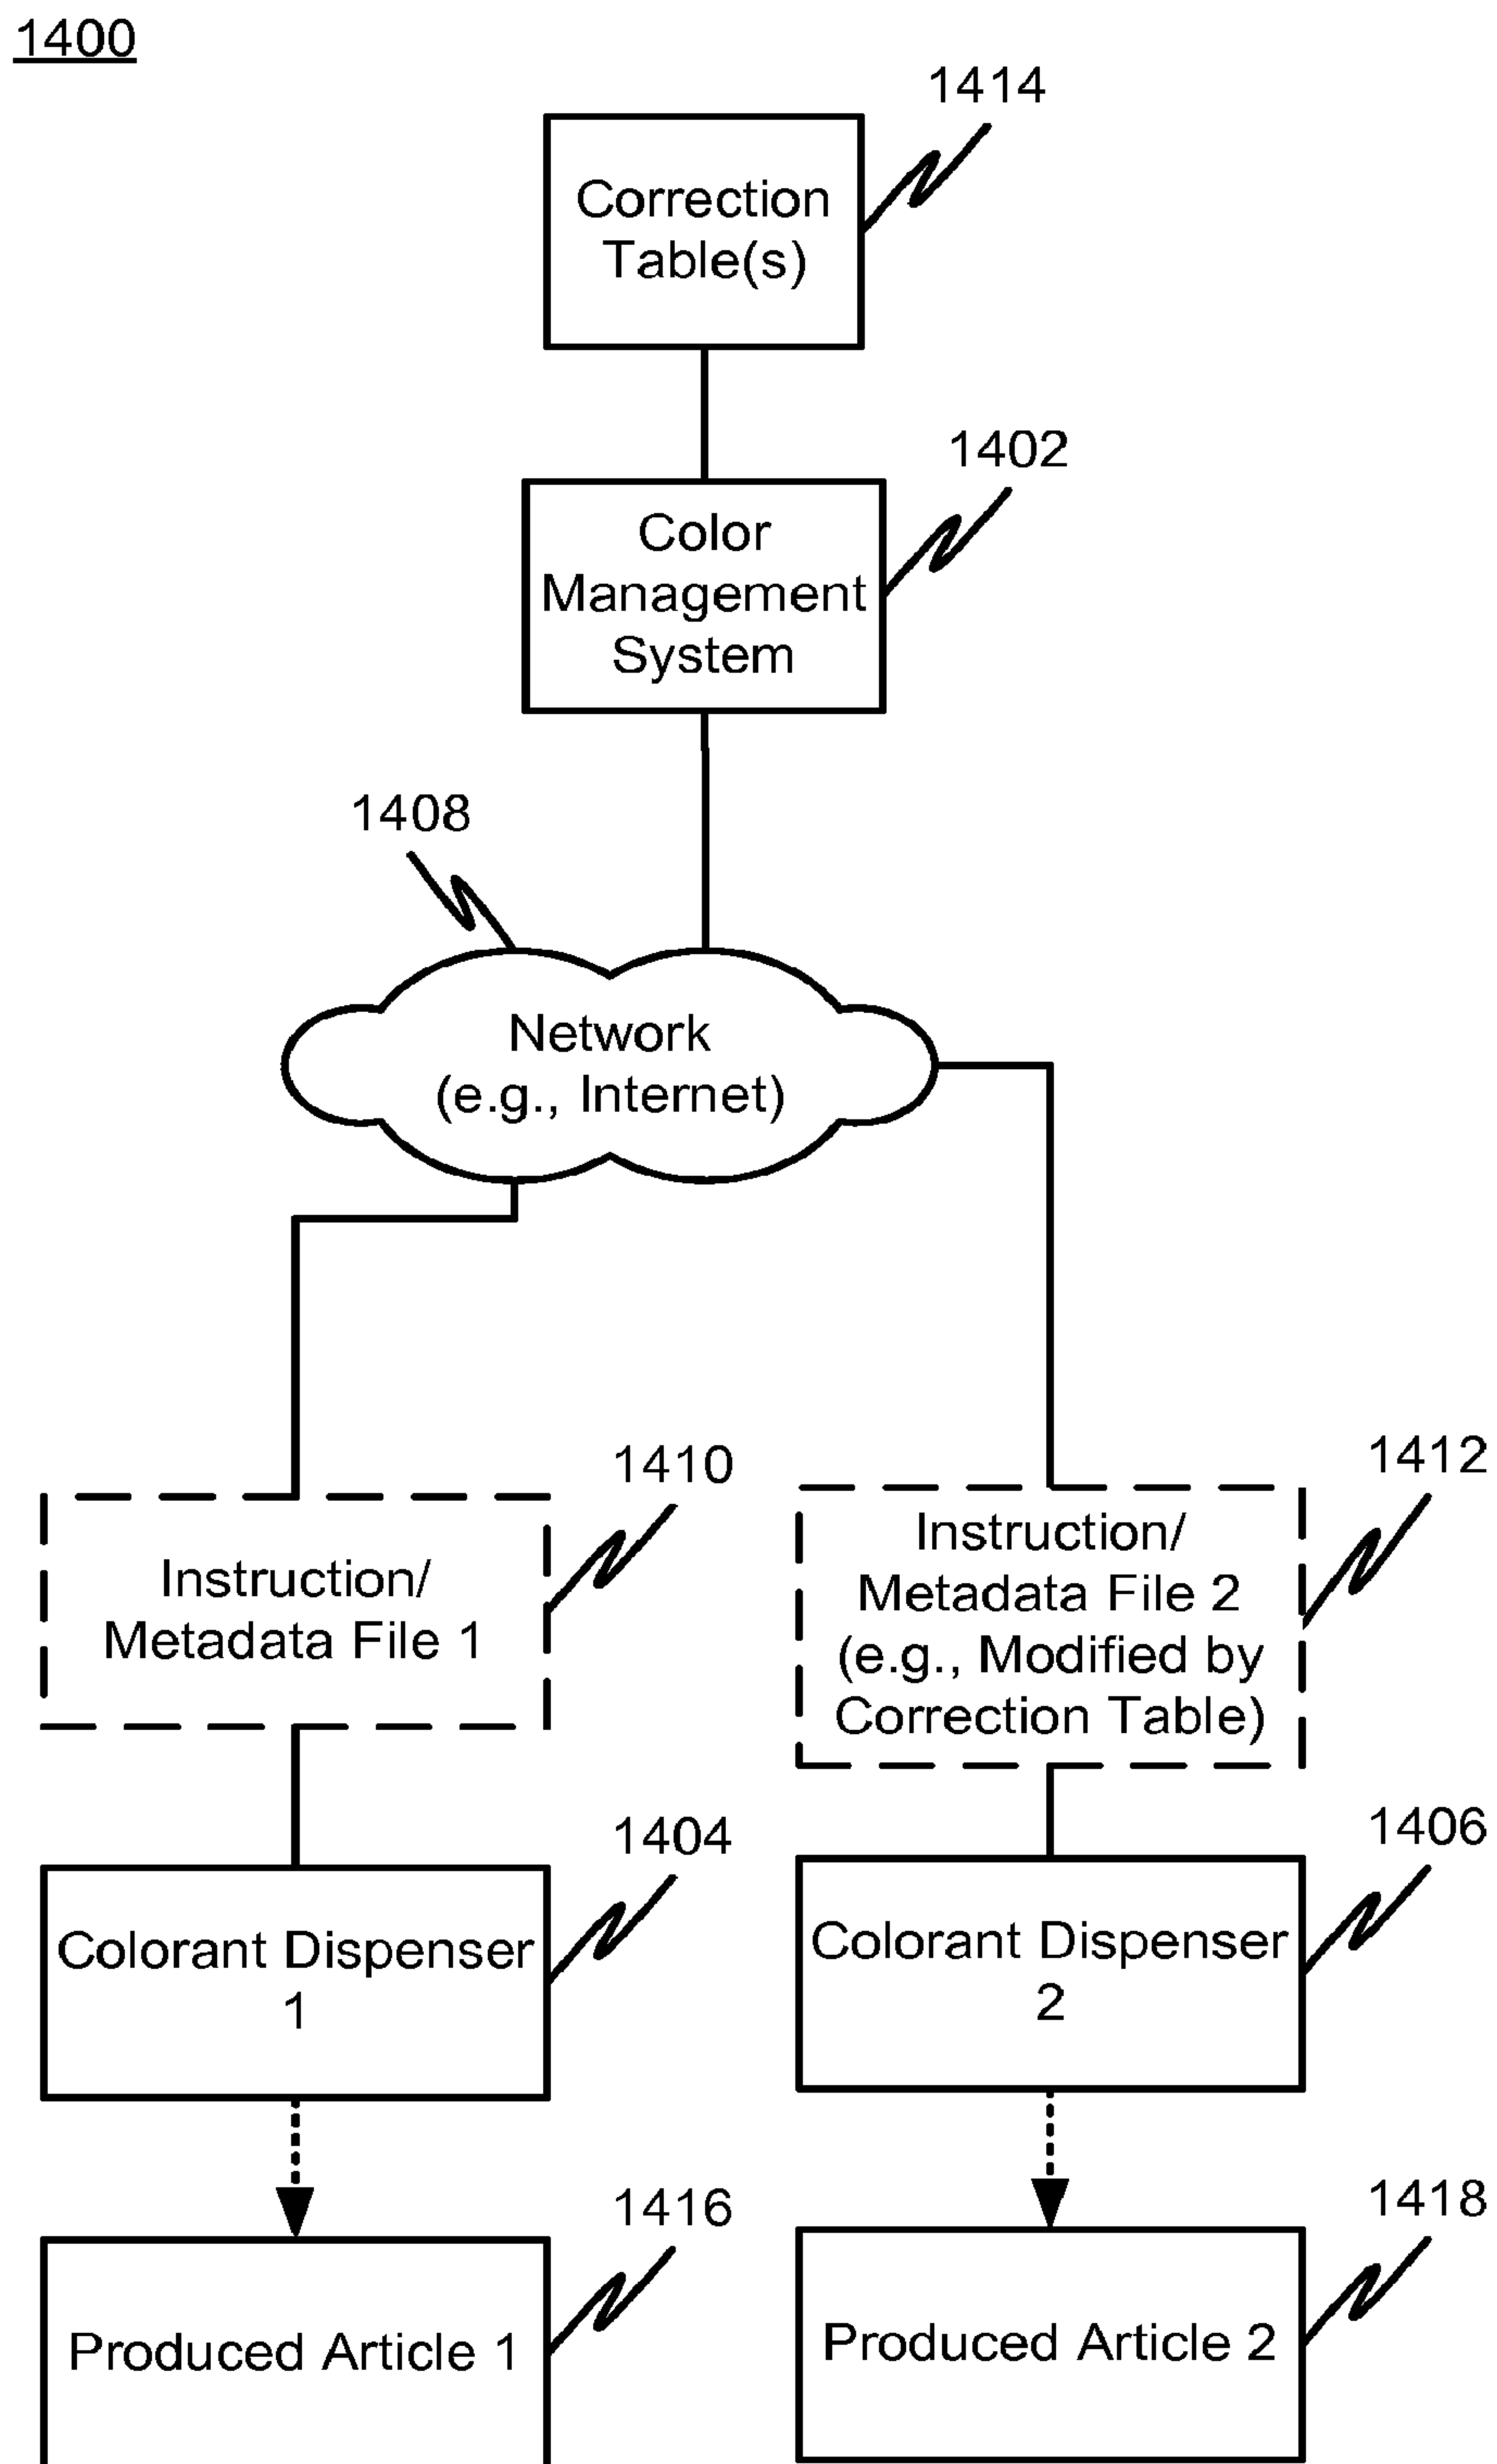 1400
1414
Correction
Table(s)
1402
Color
Management
System
1408
Network
(e.g., Internet)
1410
Instruction/
Metadata File 1
1412
Instruction/
Metadata File 2
(e.g., Modified by
Correction Table)
1404
Colorant Dispenser
1
1406
Colorant Dispenser
2
1416
Produced Article 1
1418
Produced Article 2